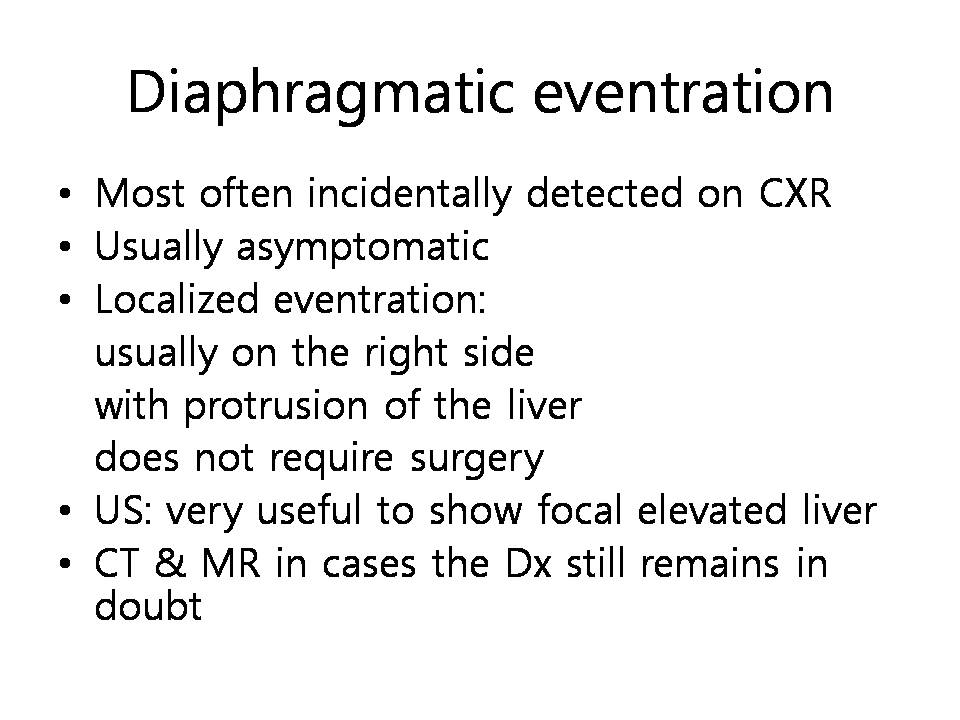 Diaphragmatic eventration
• Most often incidentally detected on CXR
• Usually asymptomatic
• Localized eventration:
usually on the right side
with protrusion of the liver
does not require surgery
• US: very useful to show focal elevated liver
• CT & MR in cases the Dx still remains in
doubt